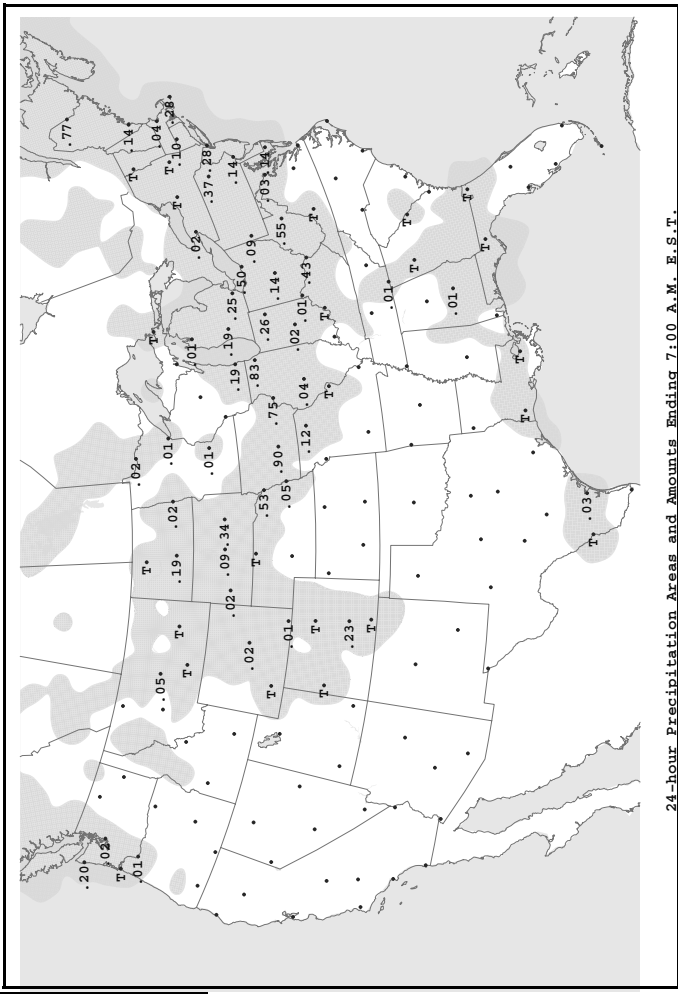 .77
.20
.02
T
.14
T
.02
.01
T
T
.04
.05
.01
T
.28
.02
.10
.19
T
T
T
.01
.02
.28
.01
.37
.34
.09
.19
.02
.14
.25
.19
.50
.02
.09
.83
T
.53
.14
.03
.26
T
.75
.14
.90
.55
.05
.01
.02
.01
.04
.12
.43
T
T
T
T
T
.23
T
.01
T
T
.01
T
T
T
T
.03
T
24-hour Precipitation Areas and Amounts Ending 7:00 A.M. E.S.T.